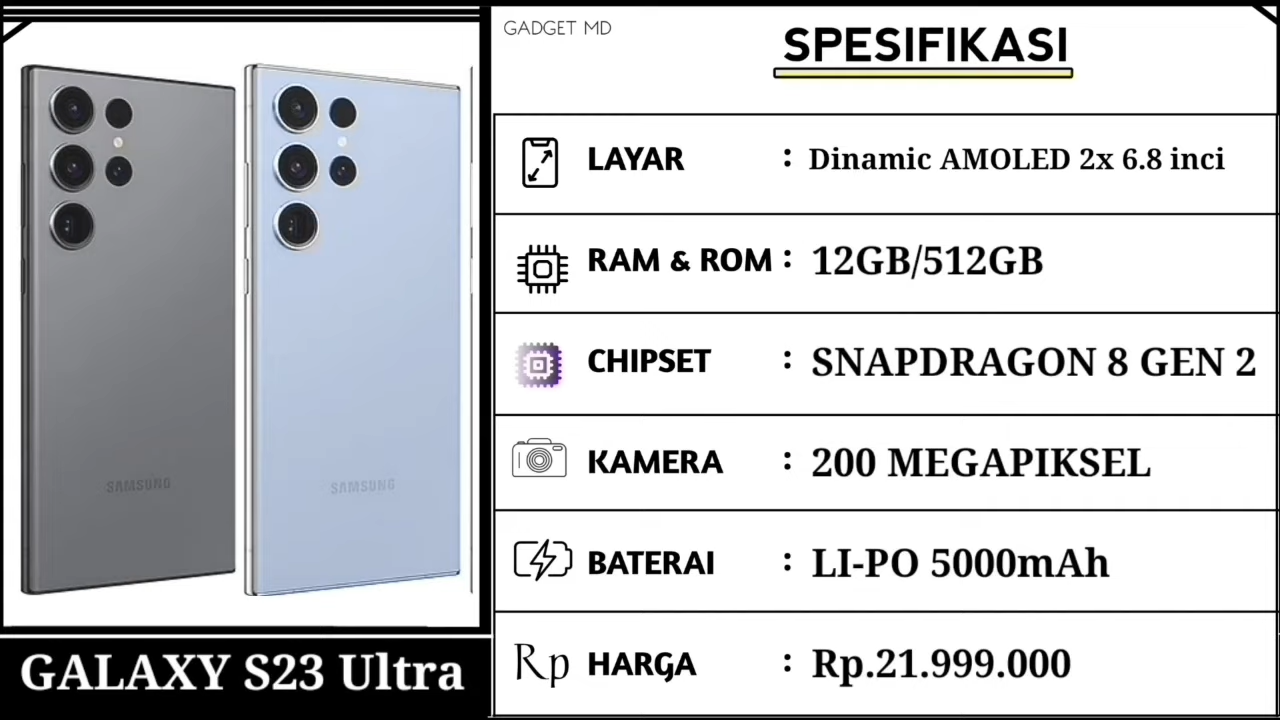 GADGET MD
SPESIFIKASI
LAYAR : Dinamic AMOLED 2x 6.8 inci
RAM & ROM : 12GB/512GB
CHIPSET : SNAPDRAGON 8 GEN 2
KAMERA : 200 MEGAPIKSEL
BATERAI : LI-PO 5000mAh
Rp HARGA : Rp.21.999.000
SAMSUNG
SAMSUNG
GALAXY S23 Ultra